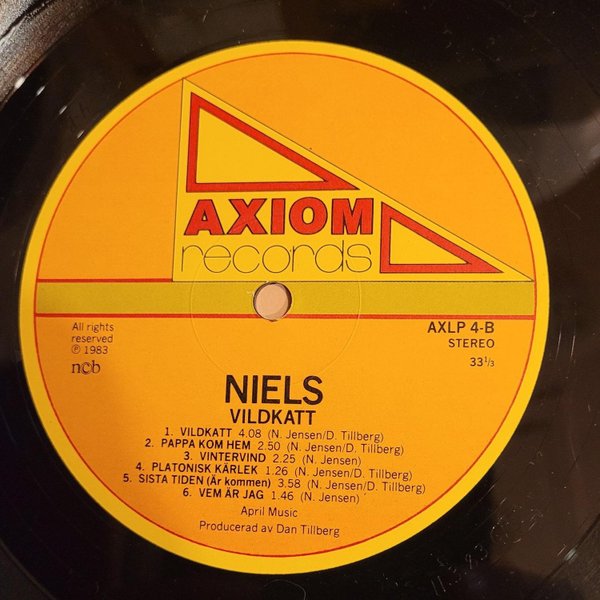 AXIOM
records
All rights
reserved
℗ 1983
ncb
AXLP 4-B
STEREO
33 1/3
NIELS
VILDKATT
1. VILDKATT 4.08 (N. Jensen/D. Tillberg)
2. PAPPA KOM HEM 2.50 (N. Jensen/D. Tillberg)
3. VINTERVIND 2.25 (N. Jensen)
4. PLATONISK KÄRLEK 1.26 (N. Jensen/D. Tillberg)
5. SISTA TIDEN (Är kommen) 3.58 (N. Jensen/D. Tillberg)
6. VEM ÄR JAG 1.46 (N. Jensen)
April Music
Producerad av Dan Tillberg